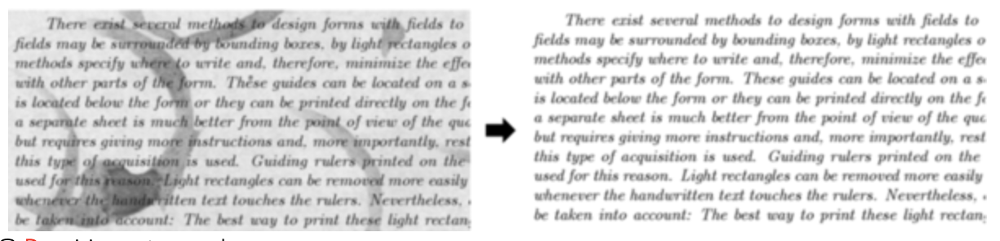 There exist several methods to design forms with fields to
fields may be surrounded by bounding boxes, by light rectangles o
methods specify where to write and, therefore, minimize the effe
with other parts of the form. These guides can be located on a s-
is located below the form or they can be printed directly on the fo
a separate sheet is much better from the point of view of the quc
but requires giving more instructions and, more importantly, rest
this type of acquisition is used. Guiding rulers printed on the
used for this reason. Light rectangles can be removed more easily
whenever the handwritten text touches the rulers. Nevertheless,
be taken into account: The best way to print these light rectan
There exist several methods to design forms with fields to
fields may be surrounded by bounding boxes, by light rectangles o
methods specify where to write and, therefore, minimize the effe
with other parts of the form. These guides can be located on a s-
is located below the form or they can be printed directly on the fo
a separate sheet is much better from the point of view of the quc
but requires giving more instructions and, more importantly, rest
this type of acquisition is used. Guiding rulers printed on the
used for this reason. Light rectangles can be removed more easily
whenever the handwritten text touches the rulers. Nevertheless,
be taken into account: The best way to print these light rectan